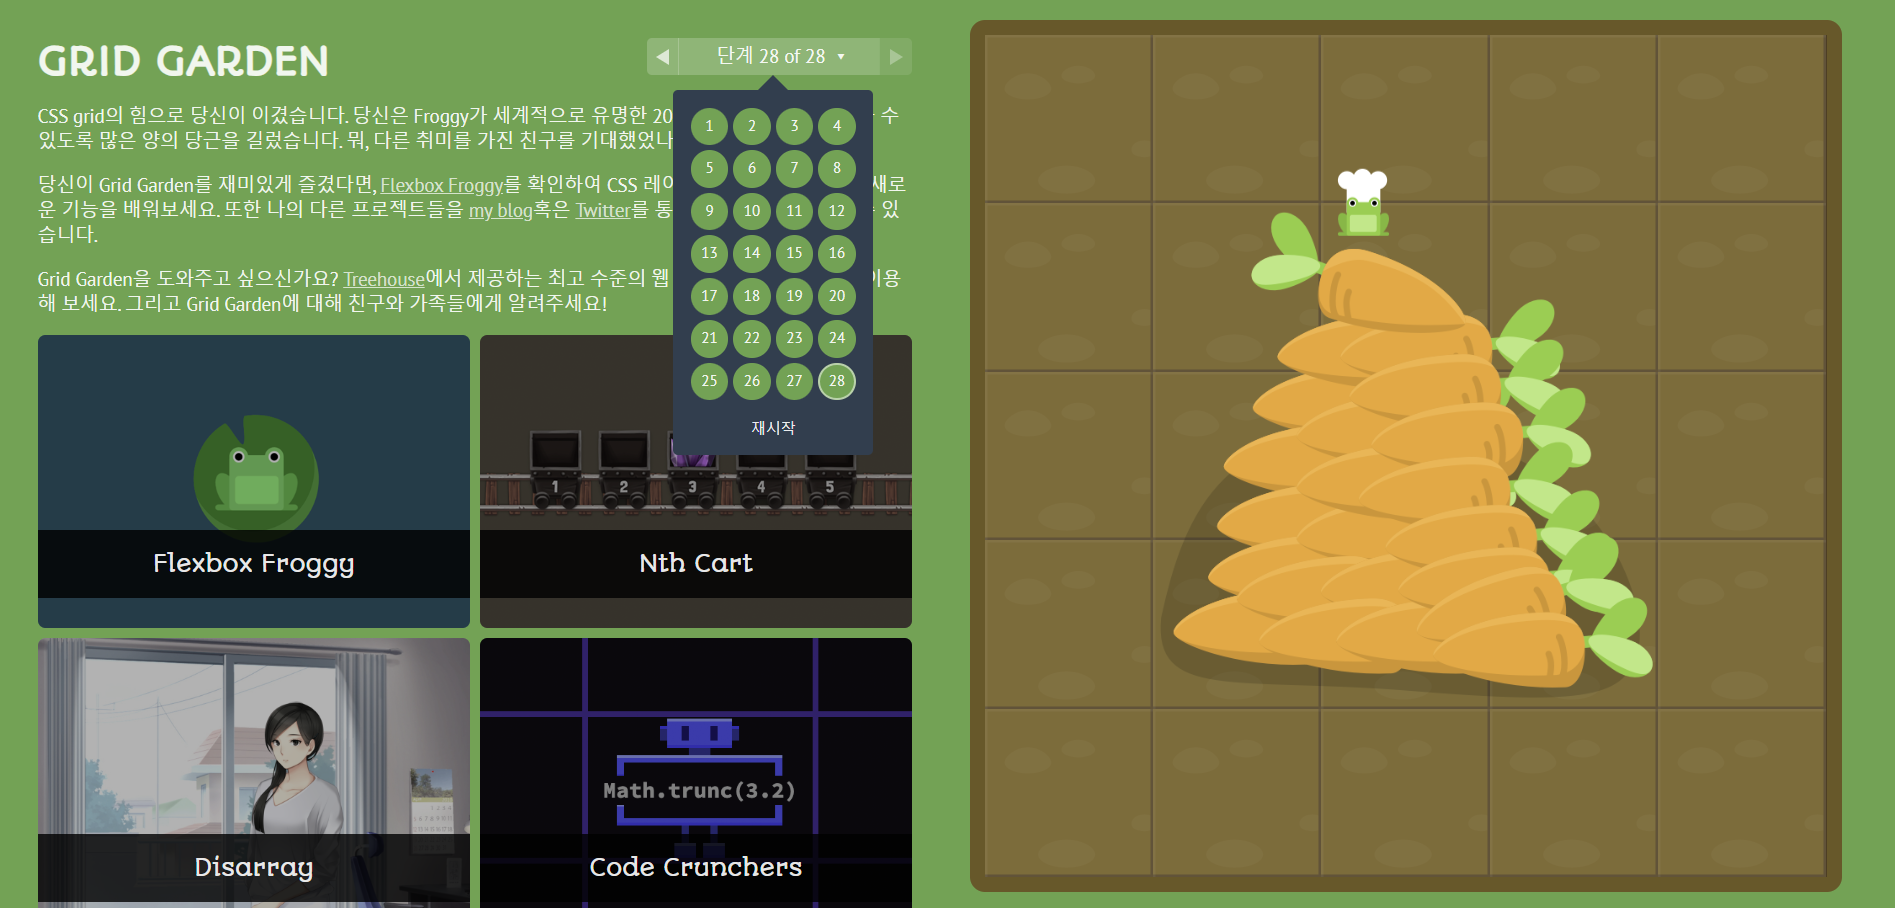 GRID GARDEN
◀ 단계 28 of 28 ▼ ▶
CSS grid의 힘으로 당신이 이겼습니다. 당신은 Froggy가 세계적으로 유명한 20 수
있도록 많은 양의 당근을 길렀습니다. 뭐, 다른 취미를 가진 친구를 기대했었나
당신이 Grid Garden를 재미있게 즐겼다면, Flexbox Froggy를 확인하여 CSS 레이 새로
운 기능을 배워보세요. 또한 나의 다른 프로젝트들을 my blog혹은 Twitter를 통 있
습니다.
Grid Garden을 도와주고 싶으신가요? Treehouse에서 제공하는 최고 수준의 웹 이용
해 보세요. 그리고 Grid Garden에 대해 친구와 가족들에게 알려주세요!
1 2 3 4
5 6 7 8
9 10 11 12
13 14 15 16
17 18 19 20
21 22 23 24
25 26 27 28
재시작
Flexbox Froggy
1 2 3 4 5
Nth Cart
Disarray
Math.trunc(3.2)
Code Crunchers